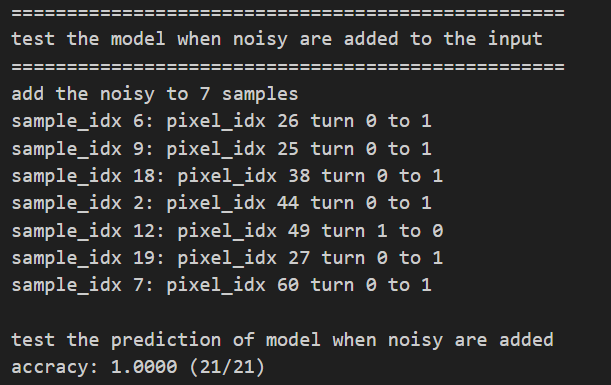 ==================================================
test the model when noisy are added to the input
==================================================
add the noisy to 7 samples
sample_idx 6: pixel_idx 26 turn 0 to 1
sample_idx 9: pixel_idx 25 turn 0 to 1
sample_idx 18: pixel_idx 38 turn 0 to 1
sample_idx 2: pixel_idx 44 turn 0 to 1
sample_idx 12: pixel_idx 49 turn 1 to 0
sample_idx 19: pixel_idx 27 turn 0 to 1
sample_idx 7: pixel_idx 60 turn 0 to 1
test the prediction of model when noisy are added
accracy: 1.0000 (21/21)